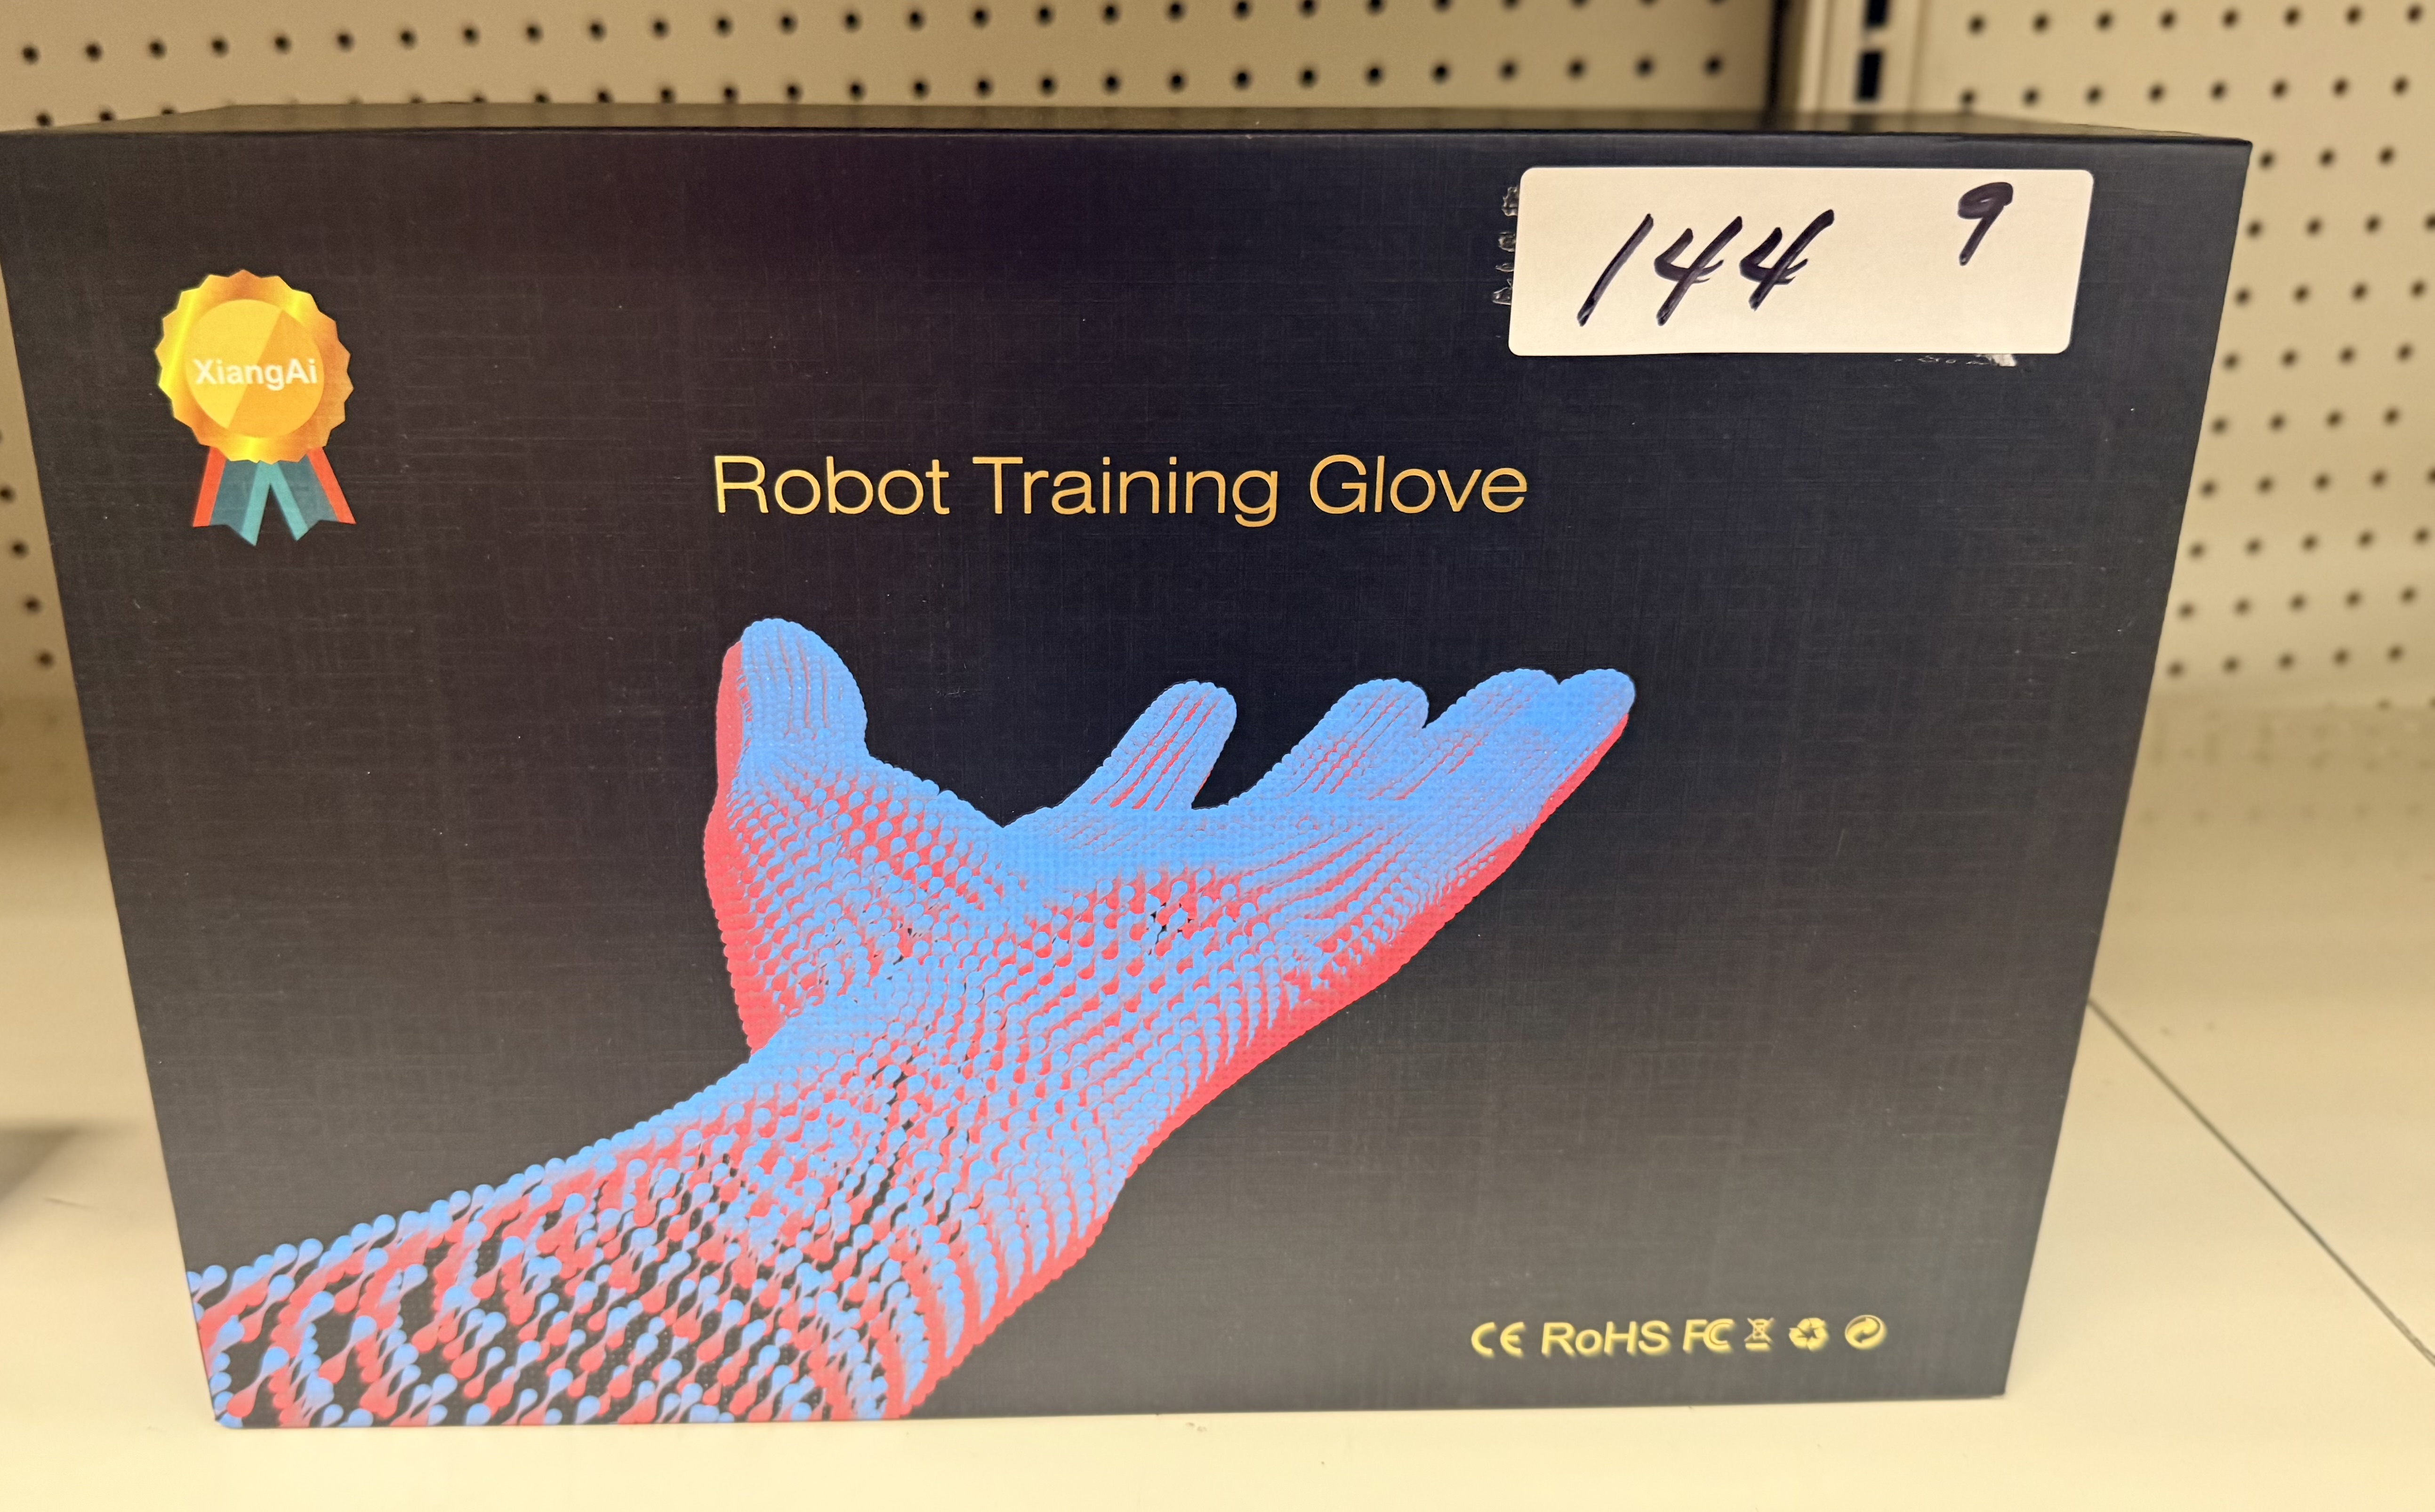 144 9
XiangAi
Robot Training Glove
CE RoHS FC